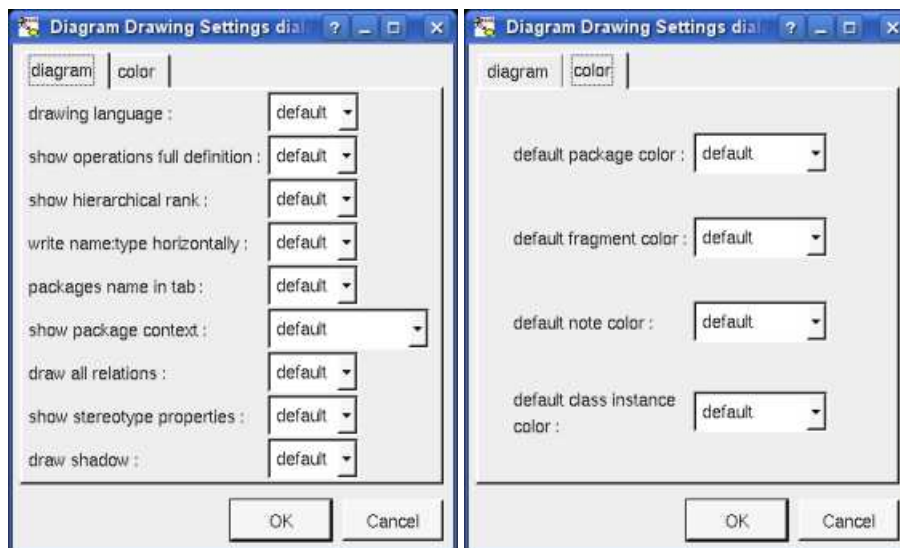 Diagram Drawing Settings dial
diagram color
drawing language : default
show operations full definition : default
show hierarchical rank : default
write name:type horizontally : default
packages name in tab : default
show package context : default
draw all relations : default
show stereotype properties : default
draw shadow : default
OK Cancel
Diagram Drawing Settings dial
diagram color
default package color : default
default fragment color : default
default note color : default
default class instance
color : default
OK Cancel